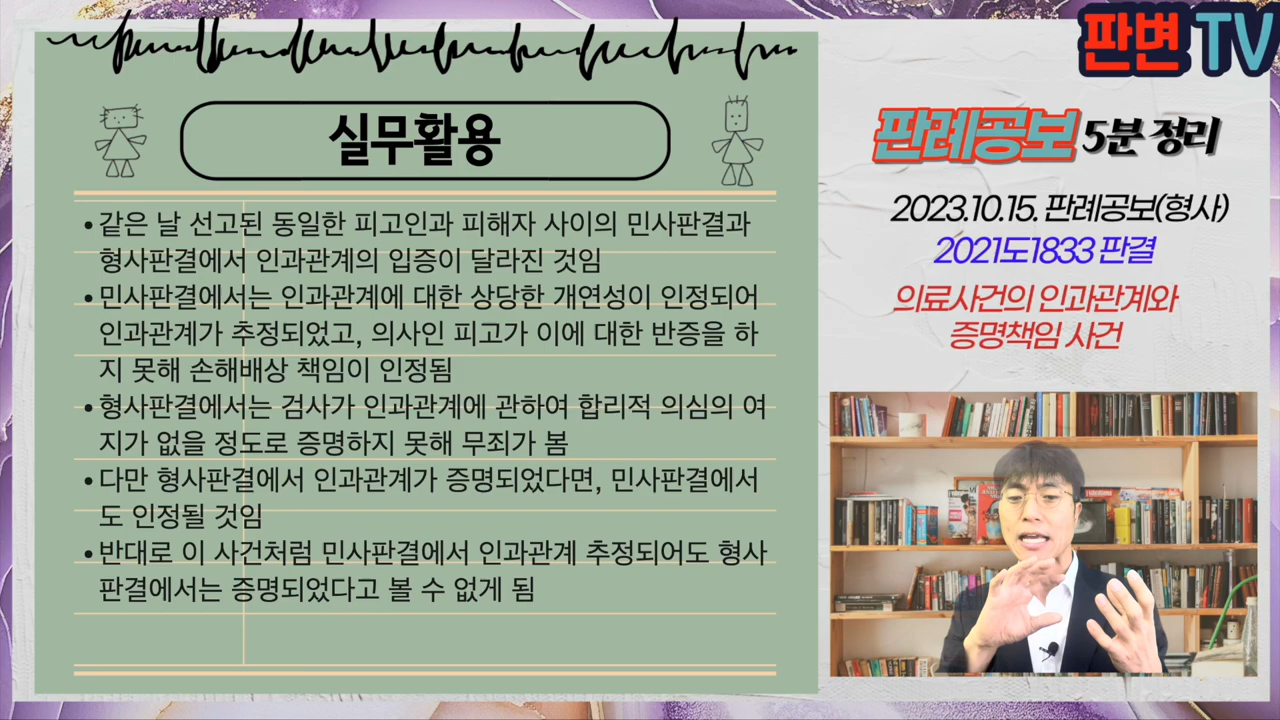 판변 TV
실무활용
• 같은 날 선고된 동일한 피고인과 피해자 사이의 민사판결과
형사판결에서 인과관계의 입증이 달라진 것임
• 민사판결에서는 인과관계에 대한 상당한 개연성이 인정되어
인과관계가 추정되었고, 의사인 피고가 이에 대한 반증을 하
지 못해 손해배상 책임이 인정됨
• 형사판결에서는 검사가 인과관계에 관하여 합리적 의심의 여
지가 없을 정도로 증명하지 못해 무죄가 봄
• 다만 형사판결에서 인과관계가 증명되었다면, 민사판결에서
도 인정될 것임
• 반대로 이 사건처럼 민사판결에서 인과관계 추정되어도 형사
판결에서는 증명되었다고 볼 수 없게 됨
판례공보 5분 정리
2023.10.15. 판례공보(형사)
2021도1833 판결
의료사건의 인과관계와
증명책임 사건